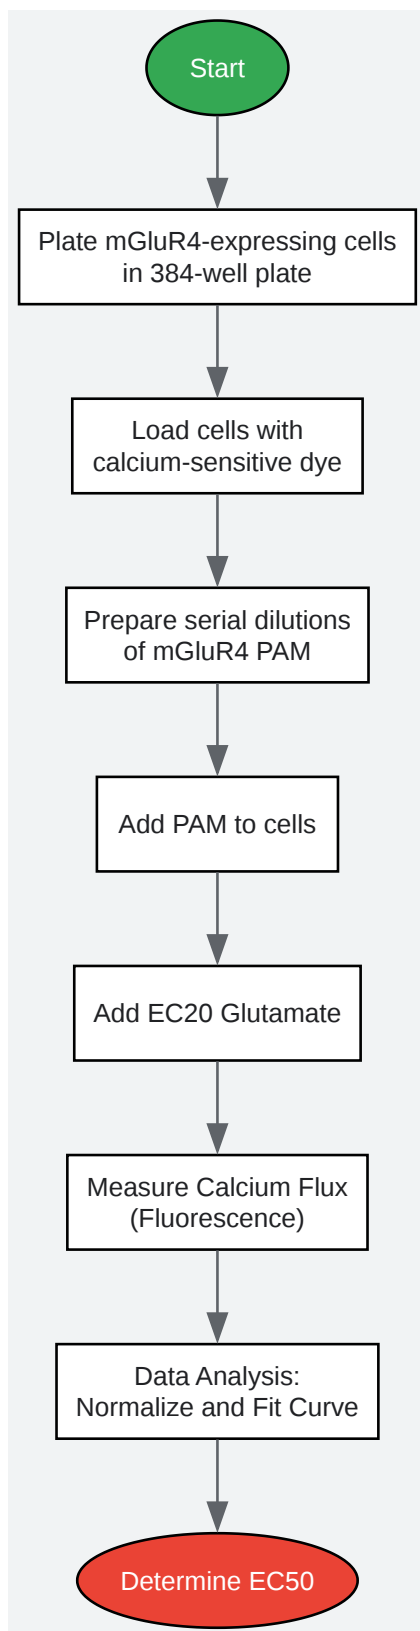 Start
Plate mGluR4-expressing cells
in 384-well plate
Load cells with
calcium-sensitive dye
Prepare serial dilutions
of mGluR4 PAM
Add PAM to cells
Add EC20 Glutamate
Measure Calcium Flux
(Fluorescence)
Data Analysis:
Normalize and Fit Curve
Determine EC50